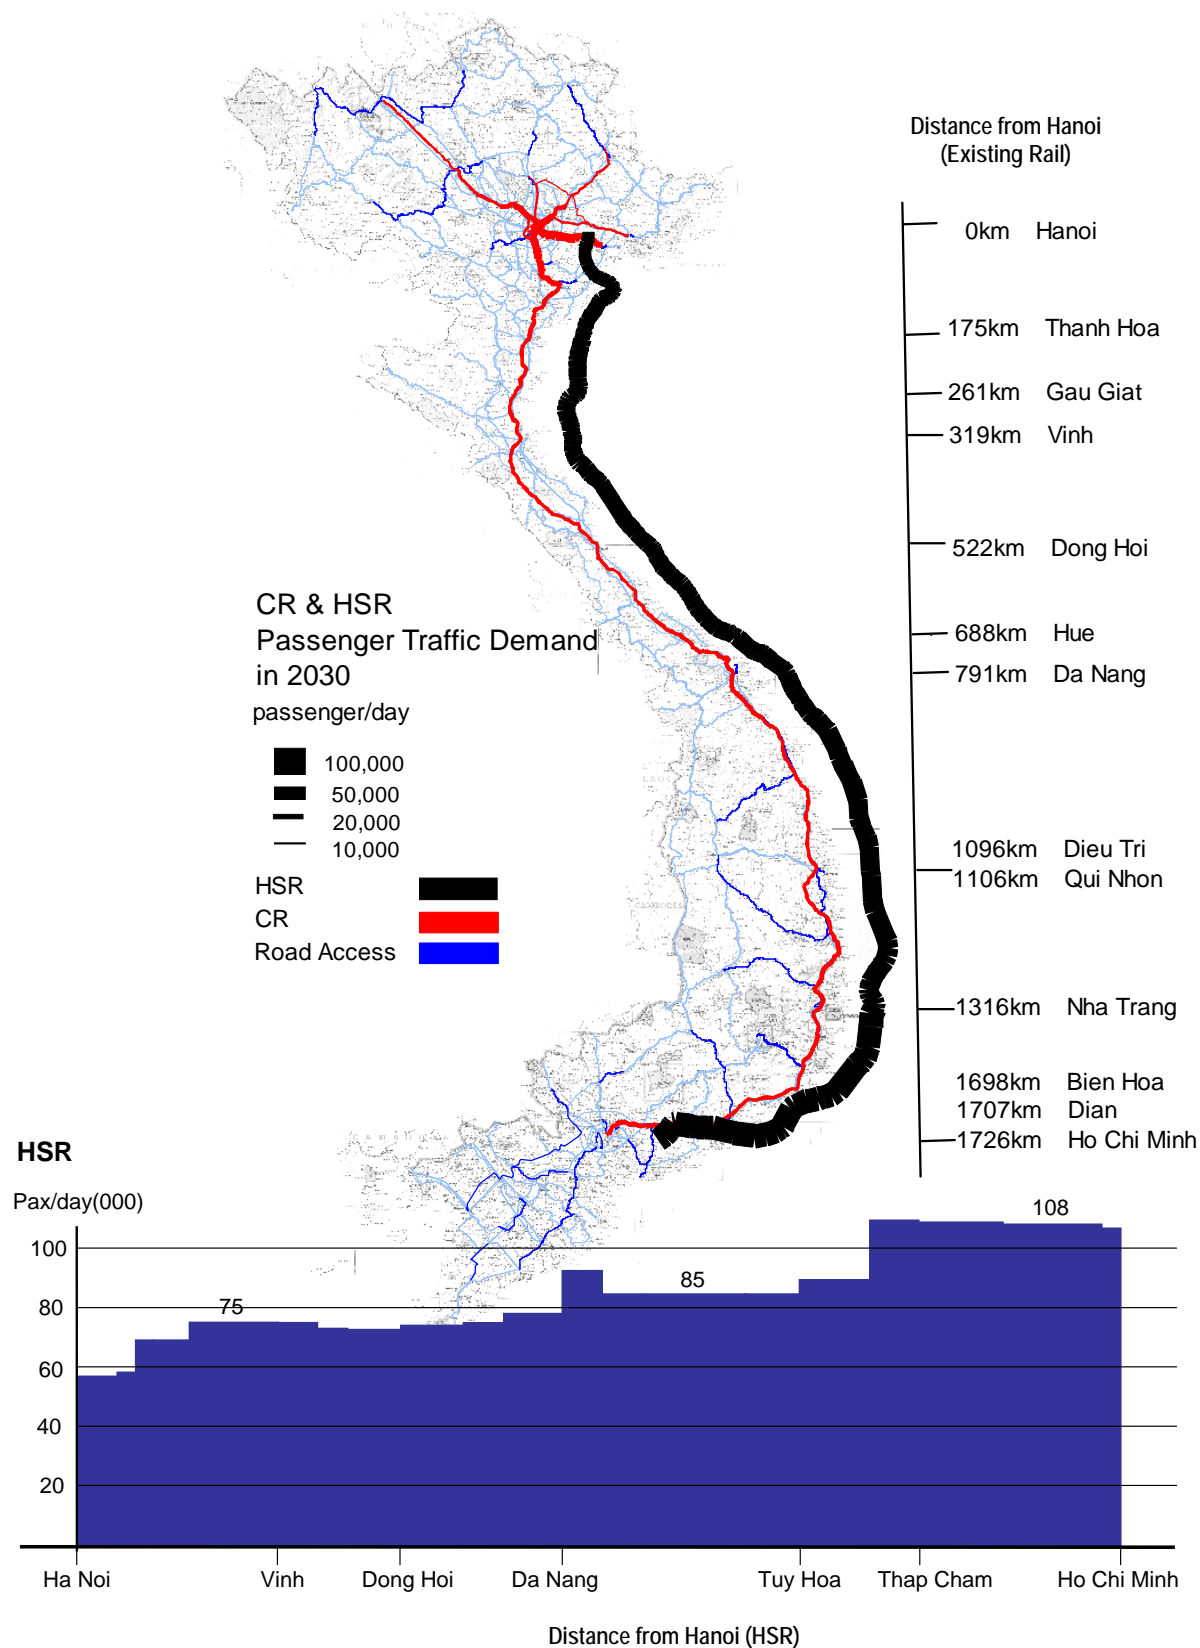 Distance from Hanoi
(Existing Rail)
0km Hanoi
175km Thanh Hoa
261km Gau Giat
319km Vinh
522km Dong Hoi
688km Hue
791km Da Nang
1096km Dieu Tri
1106km Qui Nhon
1316km Nha Trang
1698km Bien Hoa
1707km Dian
1726km Ho Chi Minh
CR & HSR
Passenger Traffic Demand
in 2030
passenger/day
100,000
50,000
20,000
10,000
HSR
CR
Road Access
HSR
Pax/day(000)
108
100
85
80
75
60
40
20
Ha Noi Vinh Dong Hoi Da Nang Tuy Hoa Thap Cham Ho Chi Minh
Distance from Hanoi (HSR)